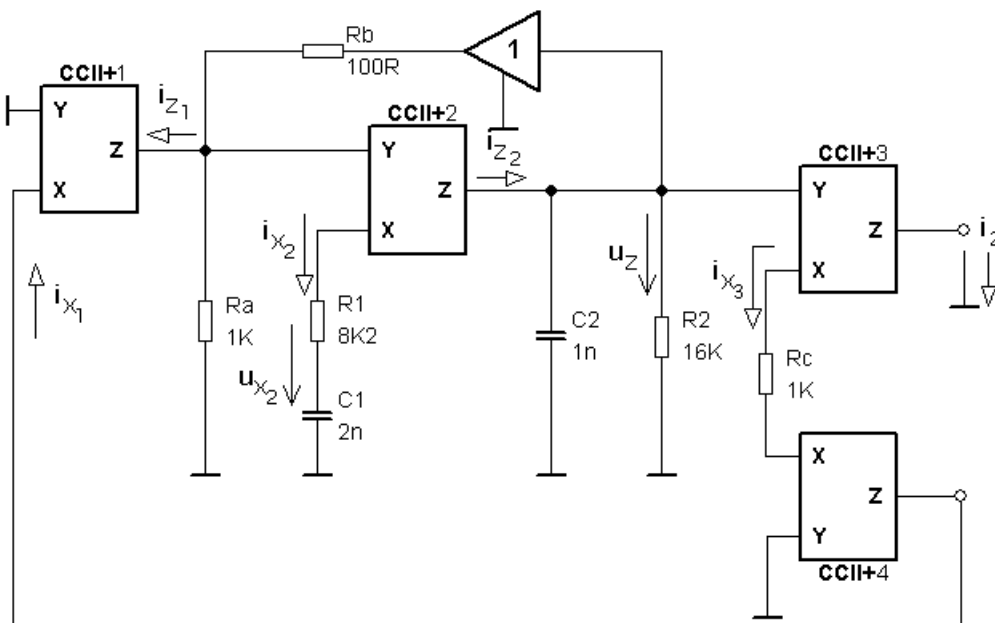 Rb
100R
1
CCII+1
Y
Z
X
iZ1
CCII+2
Y
Z
X
iZ2
CCII+3
Y
Z
X
i2
iX1
iX2
uX2
uZ
iX3
Ra
1K
R1
8K2
C1
2n
C2
1n
R2
16K
Rc
1K
X
Z
Y
CCII+4